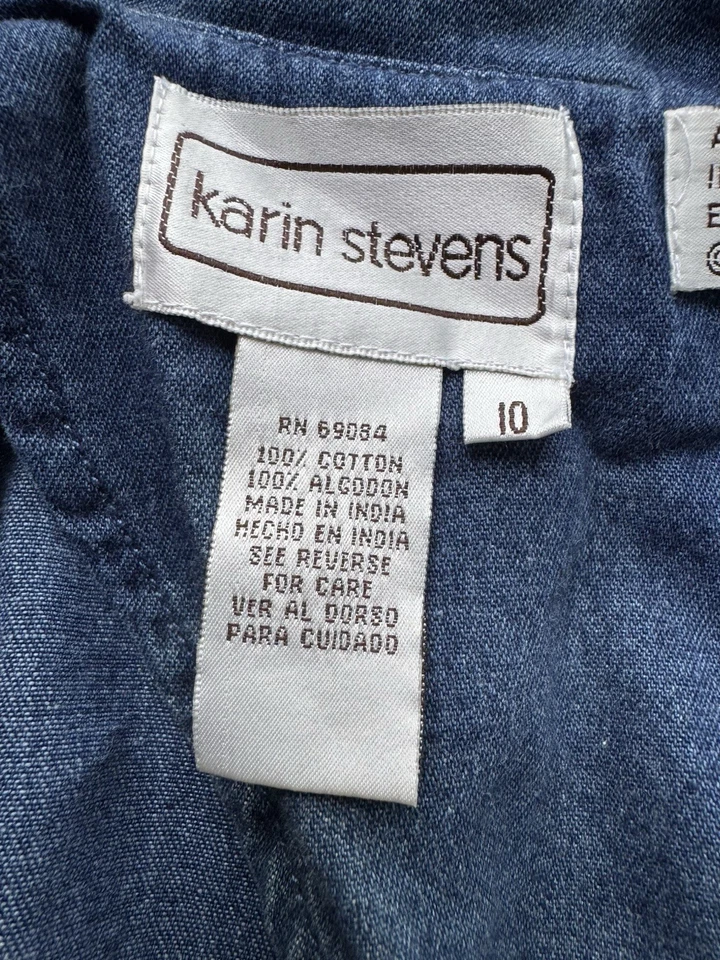 karin stevens
10
RN 69084
100% COTTON
100% ALGODON
MADE IN INDIA
HECHO EN INDIA
SEE REVERSE
FOR CARE
VER AL DORSO
PARA CUIDADO